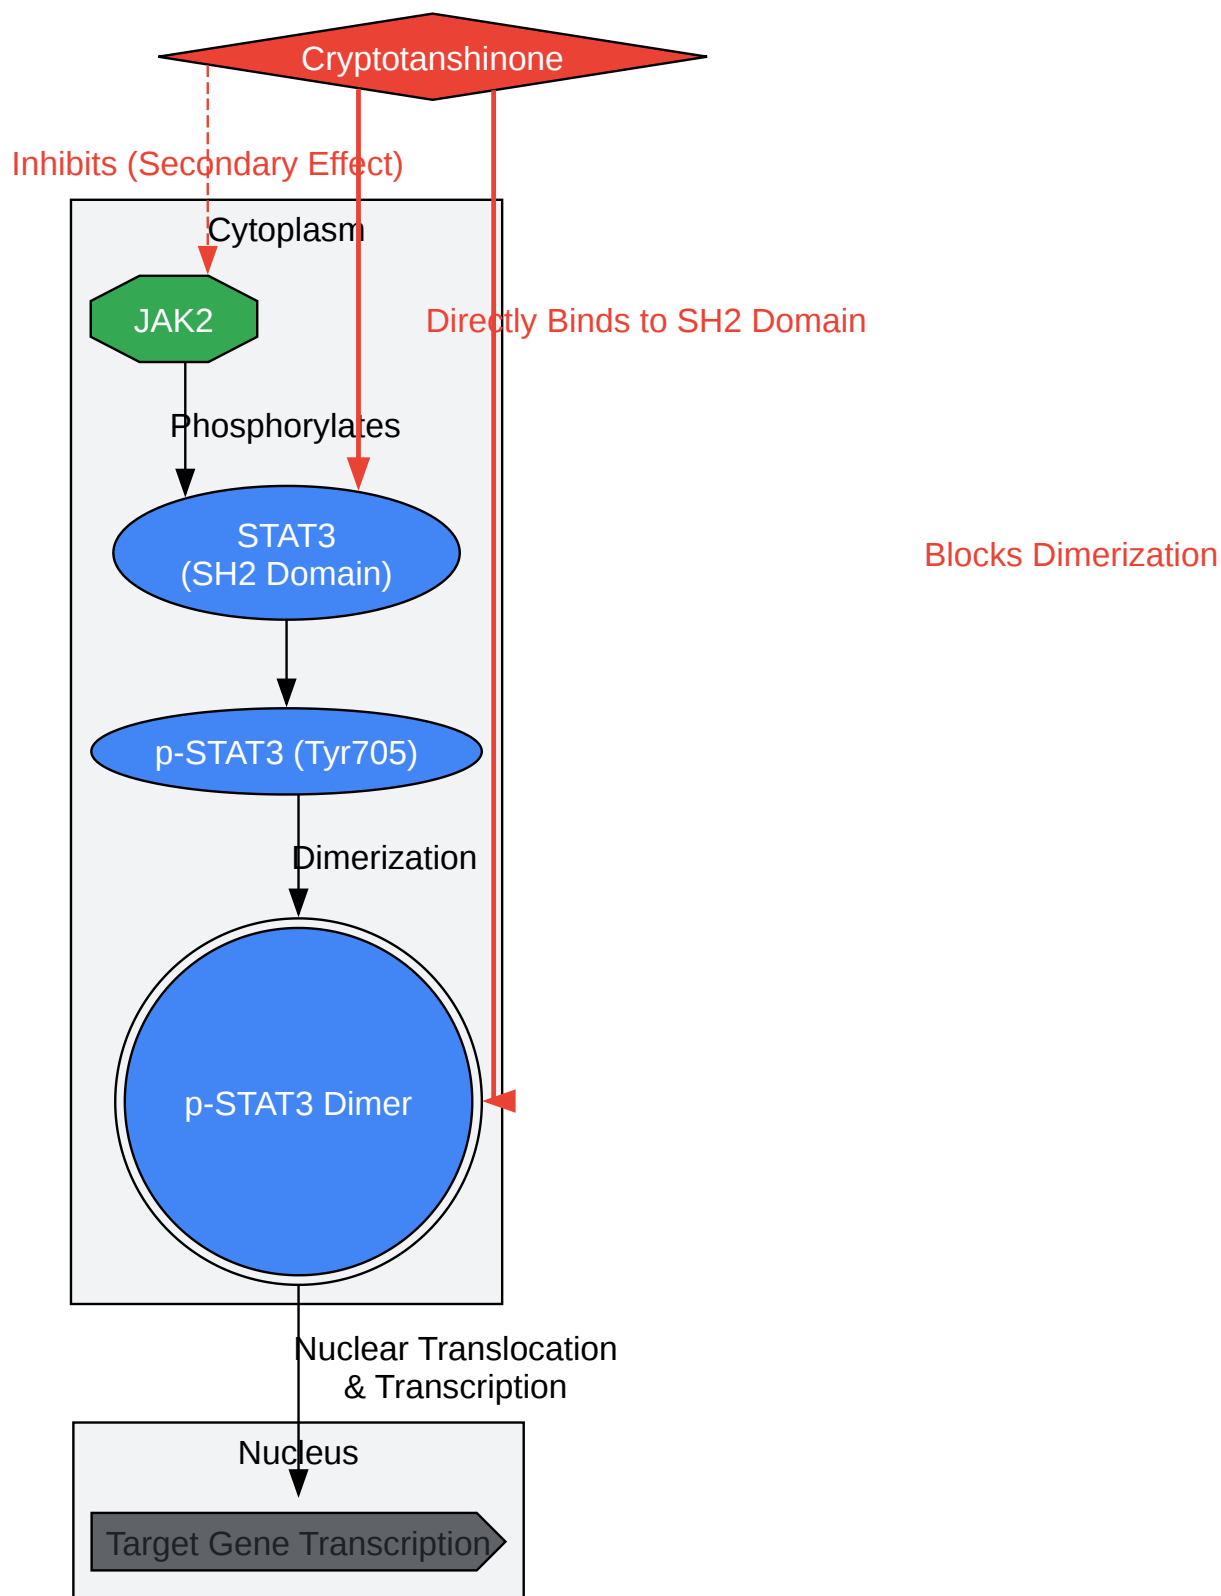 Cryptotanshinone
Inhibits (Secondary Effect)
Cytoplasm
JAK2
Directly Binds to SH2 Domain
Phosphorylates
STAT3
(SH2 Domain)
Blocks Dimerization
p-STAT3 (Tyr705)
Dimerization
p-STAT3 Dimer
Nuclear Translocation
& Transcription
Nucleus
Target Gene Transcription